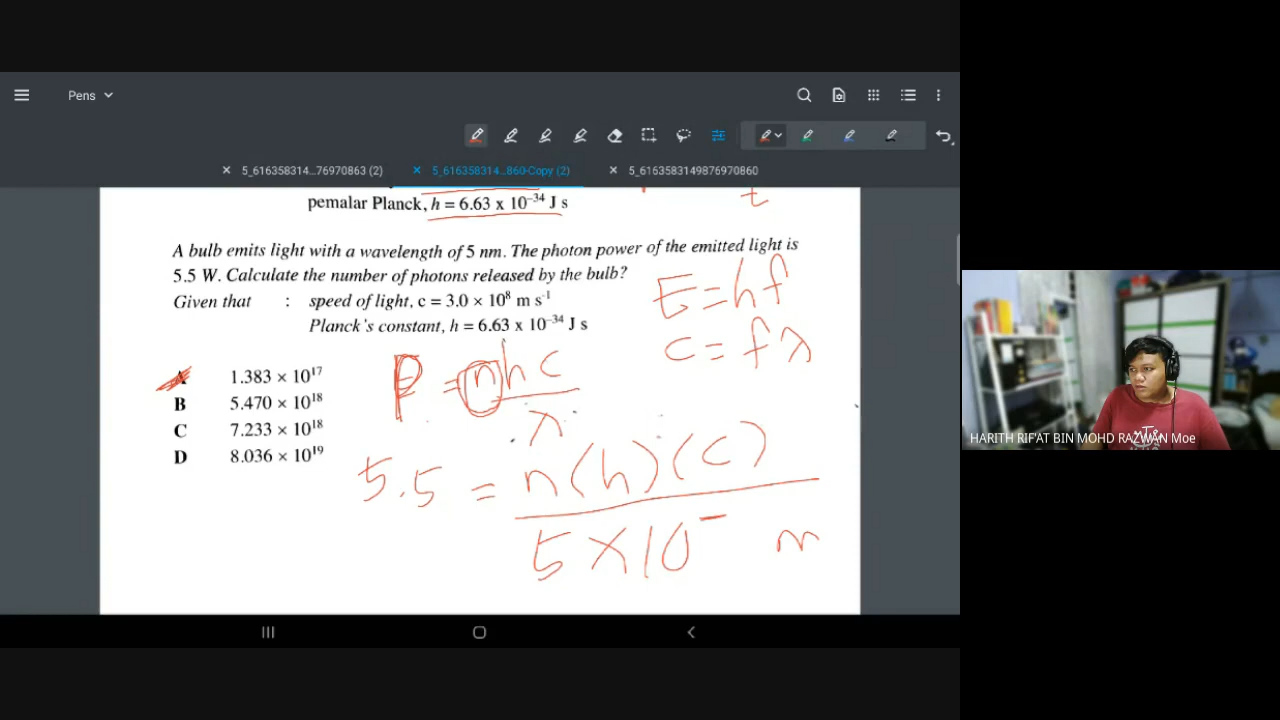 Pens
5_616358314...76970863 (2)
5_616358314...860-Copy (2)
5_6163583149876970860
t
pemalar Planck, h = 6.63 x 10⁻³⁴ J s
A bulb emits light with a wavelength of 5 nm. The photon power of the emitted light is
5.5 W. Calculate the number of photons released by the bulb?
Given that : speed of light, c = 3.0 × 10⁸ m s⁻¹
Planck's constant, h = 6.63 x 10⁻³⁴ J s
E = hf
c = fλ
A 1.383 × 10¹⁷
B 5.470 × 10¹⁸
C 7.233 × 10¹⁸
D 8.036 × 10¹⁹
P = nhc
λ
5.5 = n(h)(c)
5 × 10⁻ m
HARITH RIF'AT BIN MOHD RAZWAN Moe